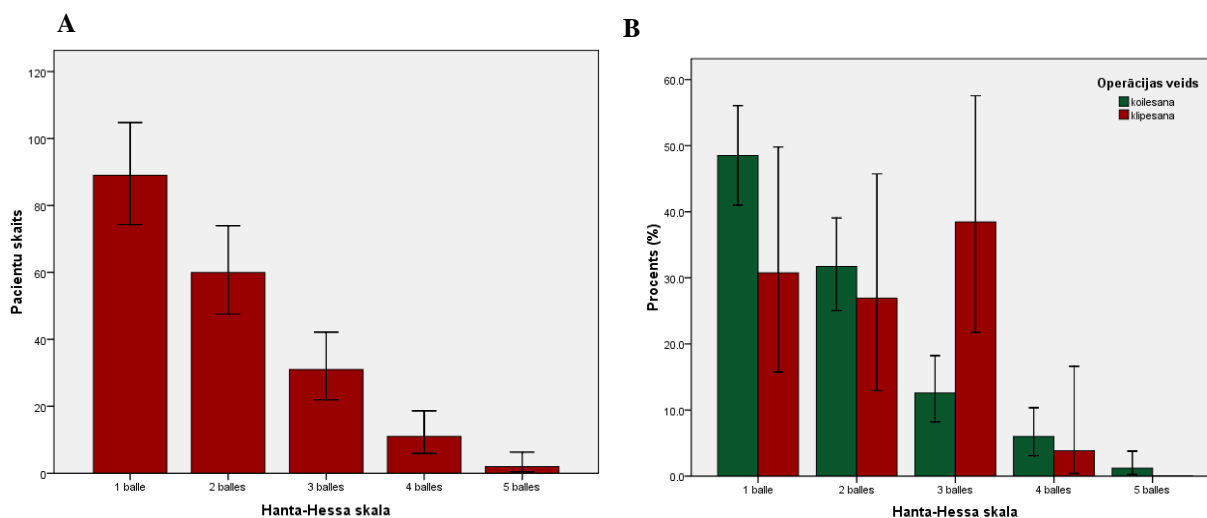 A
Pacientu skaits
120
100
80
60
40
20
0
1 balle
2 balles
3 balles
4 balles
5 balles
Hanta-Hessa skala
B
Procents (%)
60.0
50.0
40.0
30.0
20.0
10.0
0.0
Operācijas veids
koilesana
klipesana
1 balle
2 balles
3 balles
4 balles
5 balles
Hanta-Hessa skala